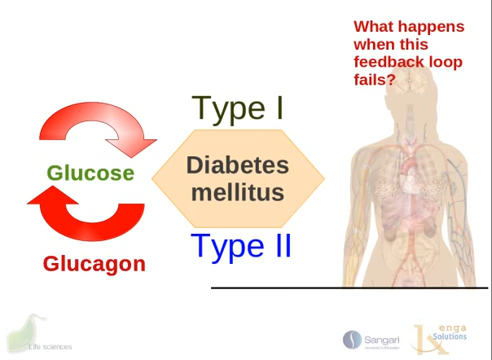 What happens
when this
feedback loop
fails?
Type I
Glucose
Diabetes
mellitus
Type II
Glucagon
Life sciences
Sangari
enga
Solutions